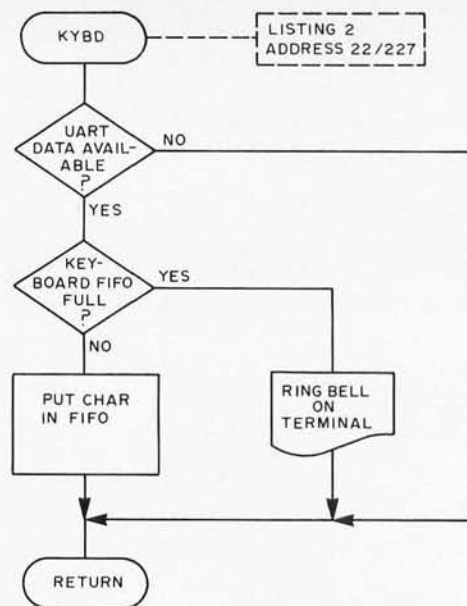 KYBD
LISTING 2
ADDRESS 22/227
UART
DATA AVAIL-
ABLE
?
NO
YES
KEY-
BOARD FIFO
FULL
?
YES
NO
PUT CHAR
IN FIFO
RING BELL
ON
TERMINAL
RETURN